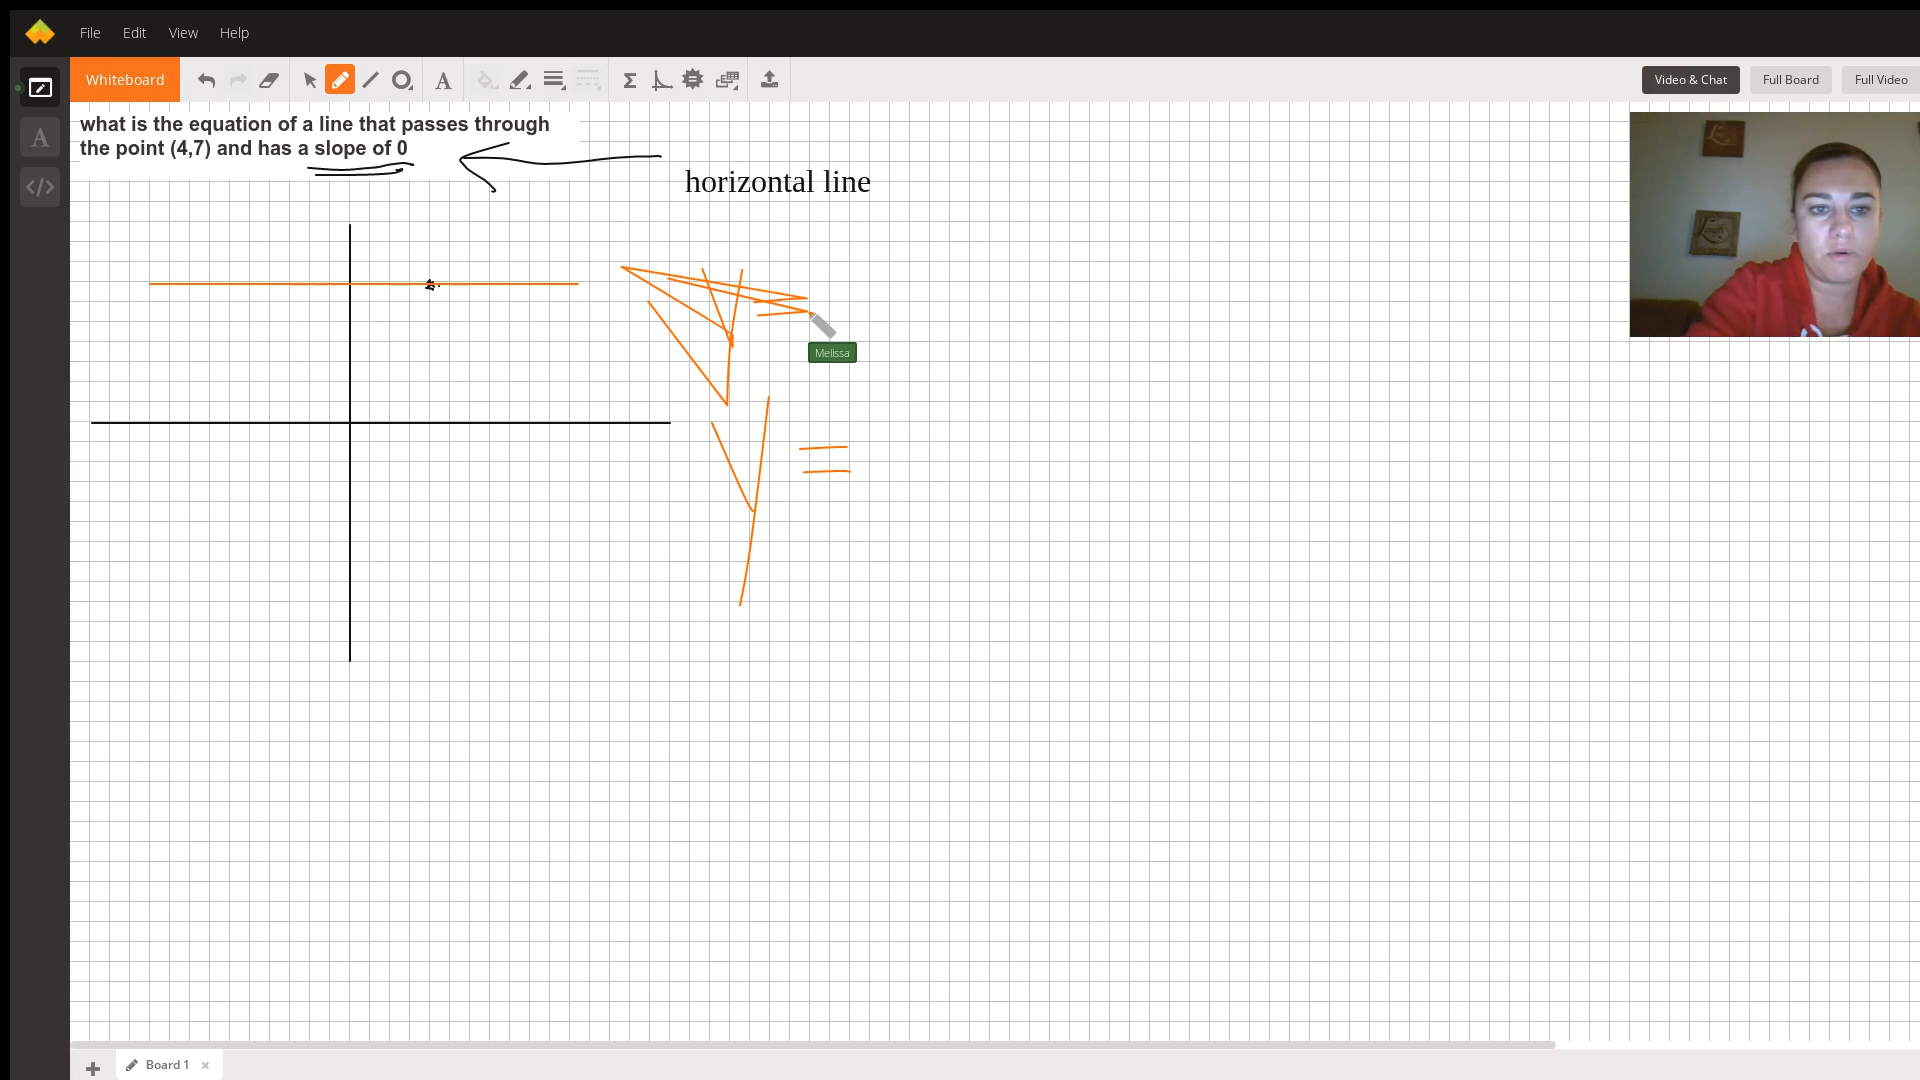 File Edit View Help
Whiteboard
A
Σ
Video & Chat Full Board Full Video
A
</>
what is the equation of a line that passes through
the point (4,7) and has a slope of 0
horizontal line
Melissa
y =
Board 1